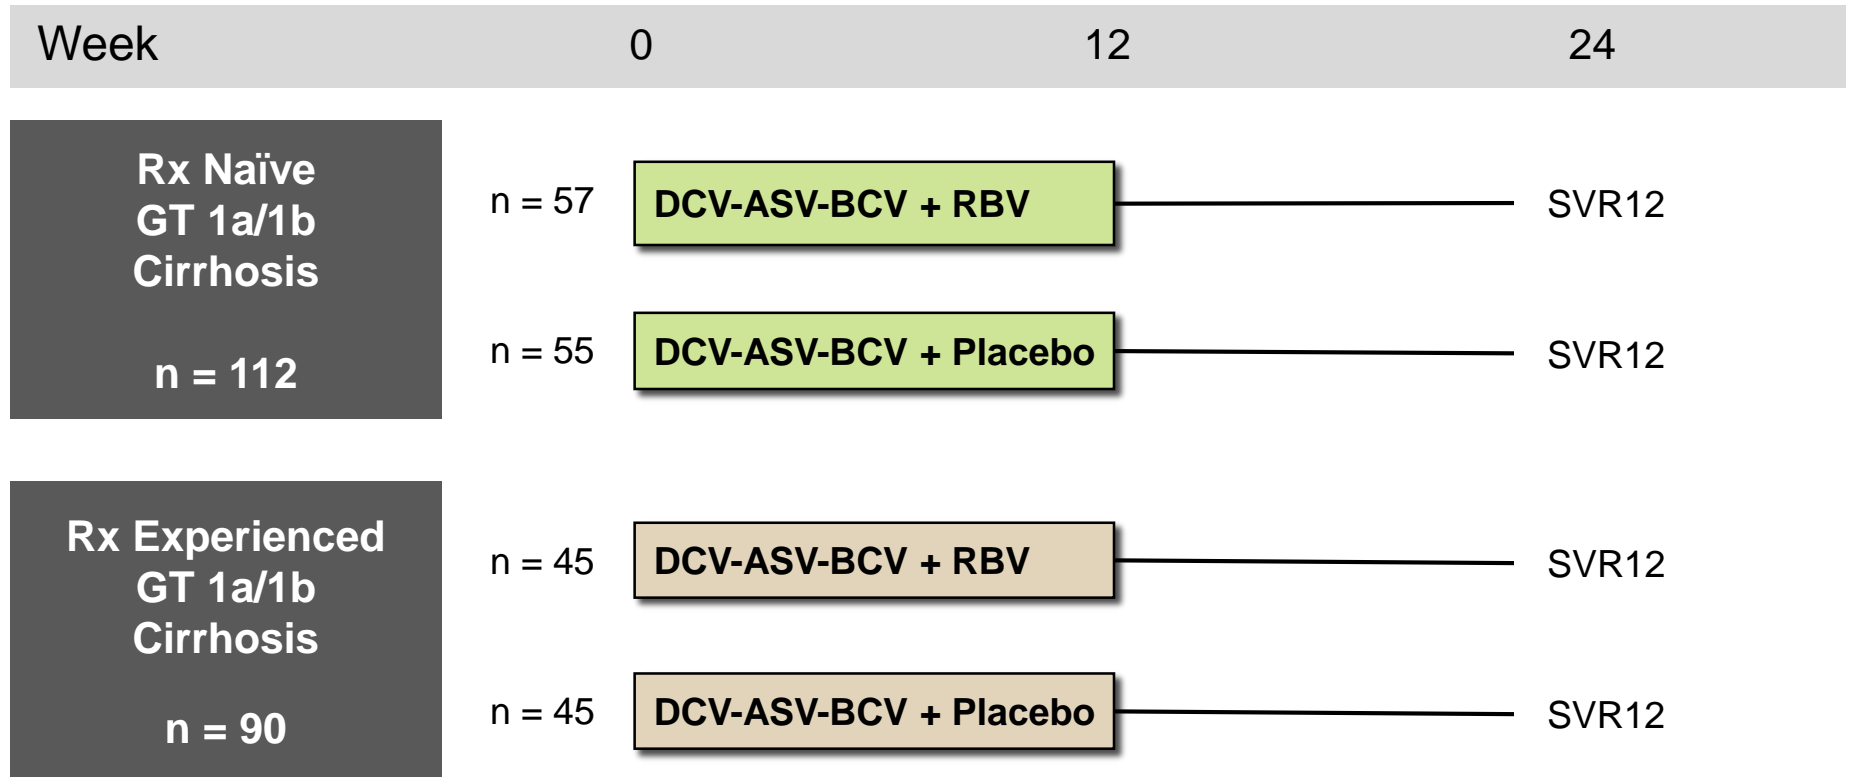 Week 0 12 24
Rx Naïve
GT 1a/1b
Cirrhosis
n = 112
n = 57 DCV-ASV-BCV + RBV SVR12
n = 55 DCV-ASV-BCV + Placebo SVR12
Rx Experienced
GT 1a/1b
Cirrhosis
n = 90
n = 45 DCV-ASV-BCV + RBV SVR12
n = 45 DCV-ASV-BCV + Placebo SVR12